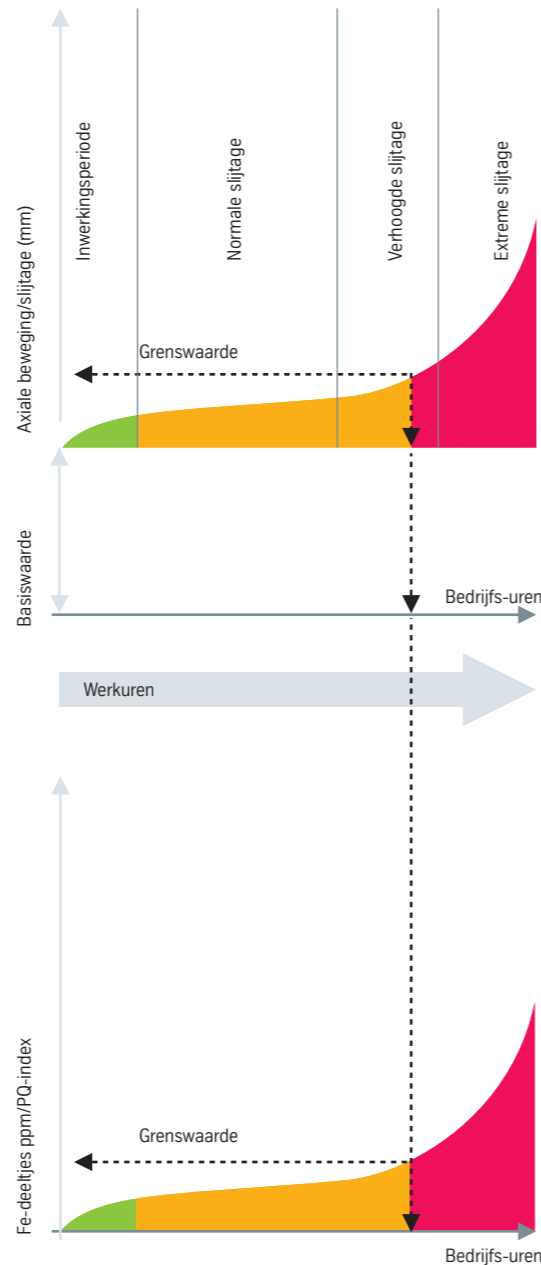 Axiale beweging/slijtage (mm)
Inwerkingsperiode
Normale slijtage
Verhoogde slijtage
Extreme slijtage
Grenswaarde
Basiswaarde
Bedrijfs-uren
Werkuren
Fe-deeltjes ppm/PQ-index
Grenswaarde
Bedrijfs-uren